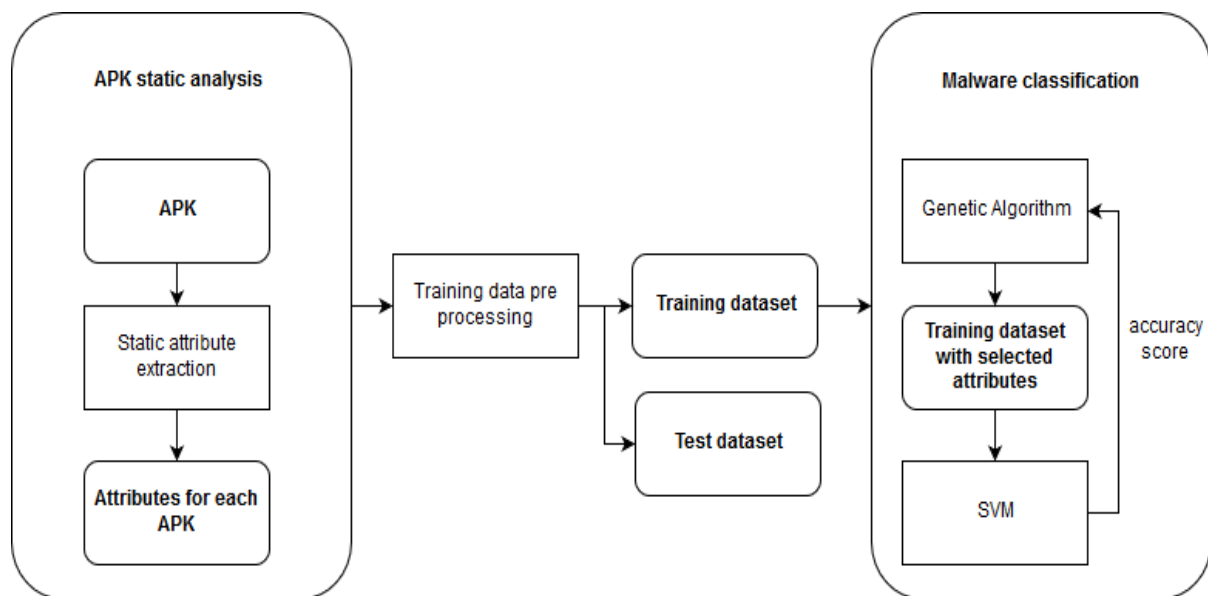 APK static analysis
APK
Static attribute
extraction
Attributes for each
APK
Training data pre
processing
Training dataset
Test dataset
Malware classification
Genetic Algorithm
Training dataset
with selected
attributes
SVM
accuracy
score